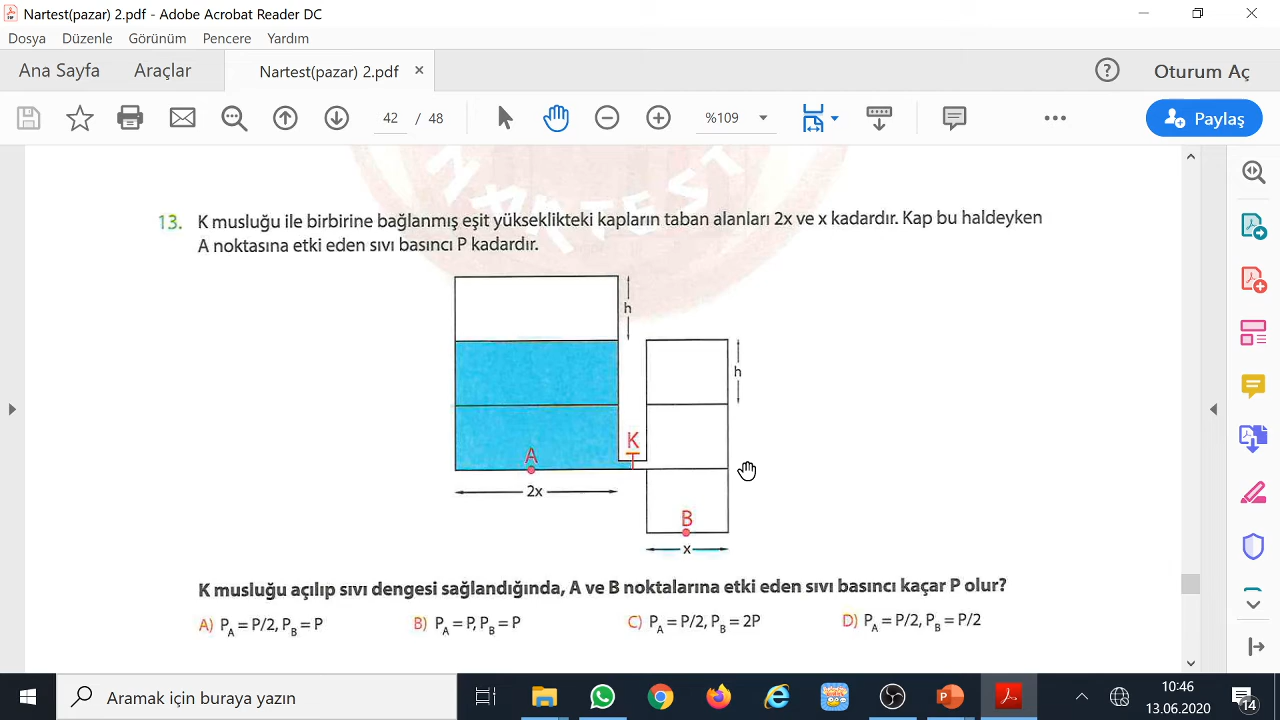 Nartest(pazar) 2.pdf - Adobe Acrobat Reader DC
Dosya Düzenle Görünüm Pencere Yardım
Ana Sayfa Araçlar Nartest(pazar) 2.pdf × Oturum Aç
42 / 48 %109 Paylaş
NARTEST
13. K musluğu ile birbirine bağlanmış eşit yükseklikteki kapların taban alanları 2x ve x kadardır. Kap bu haldeyken
A noktasına etki eden sıvı basıncı P kadardır.
h
h
K
A
2x
B
x
K musluğu açılıp sıvı dengesi sağlandığında, A ve B noktalarına etki eden sıvı basıncı kaçar P olur?
A) PA = P/2, PB = P B) PA = P, PB = P C) PA = P/2, PB = 2P D) PA = P/2, PB = P/2
Aramak için buraya yazın
10:46
13.06.2020
14